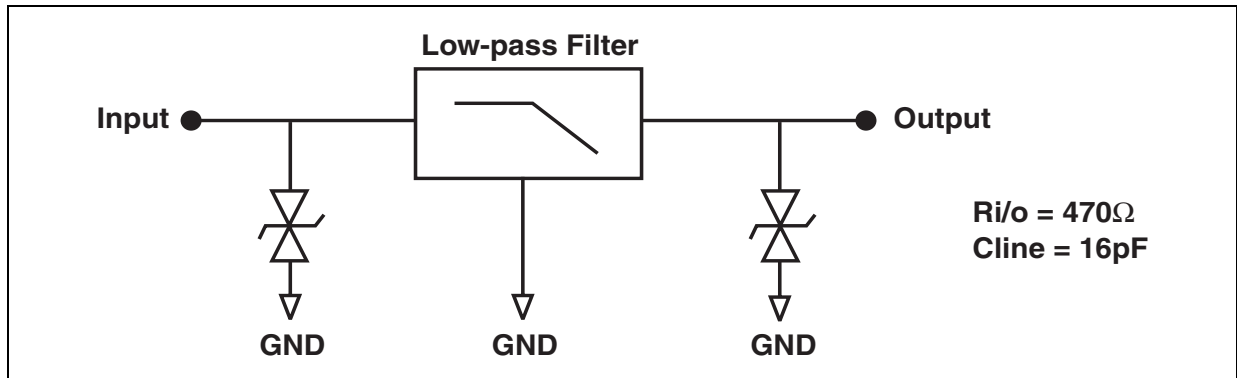 Low-pass Filter
Input
Output
Ri/o = 470Ω
Cline = 16pF
GND
GND
GND